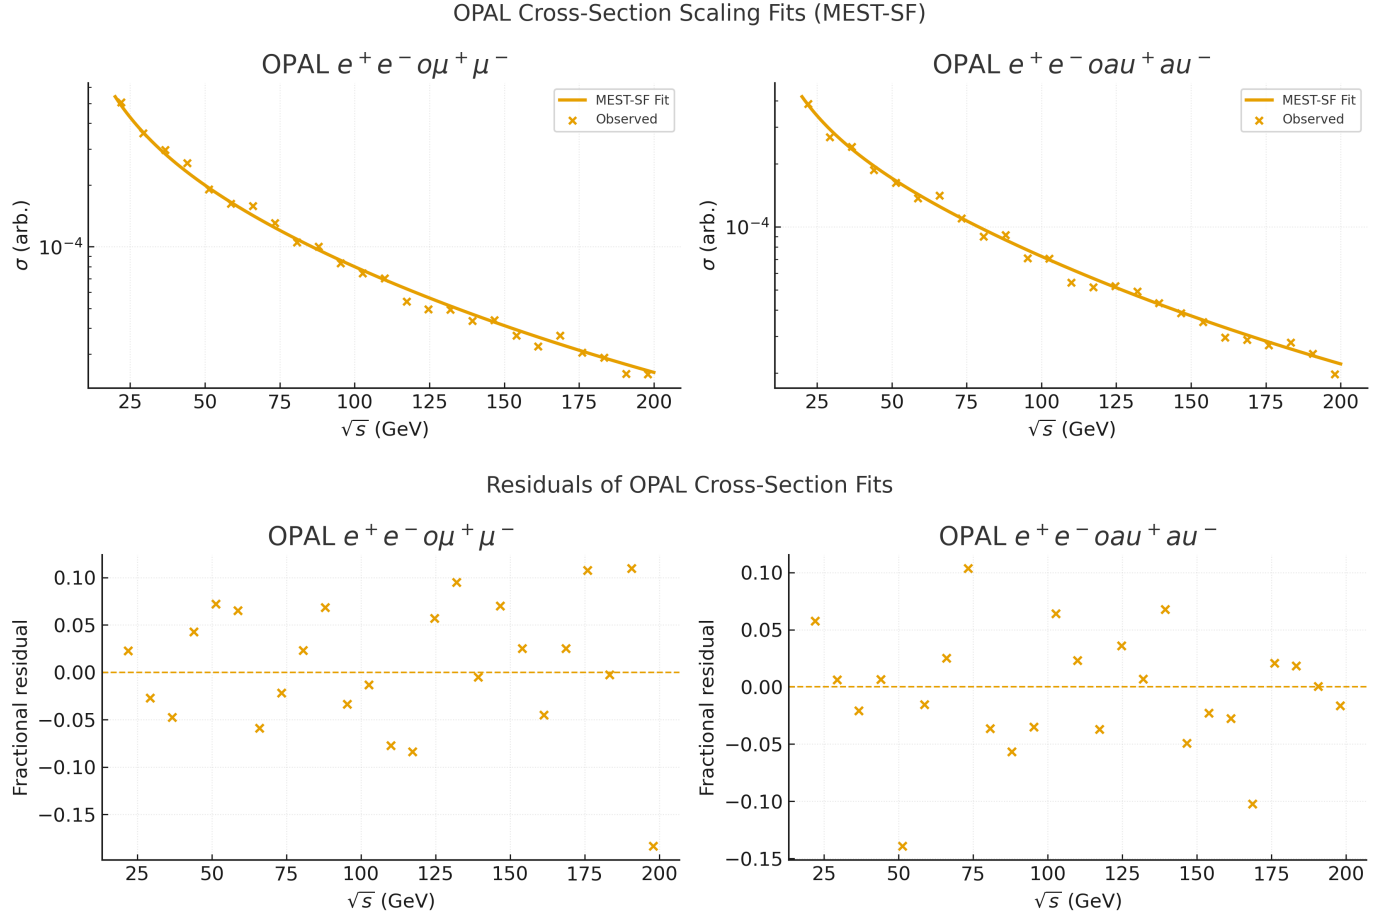 OPAL Cross-Section Scaling Fits (MEST-SF)
OPAL e⁺e⁻oμ⁺μ⁻
MEST-SF Fit
Observed
10⁻⁴
σ (arb.)
25 50 75 100 125 150 175 200
√s (GeV)
OPAL e⁺e⁻oau⁺au⁻
MEST-SF Fit
Observed
10⁻⁴
σ (arb.)
25 50 75 100 125 150 175 200
√s (GeV)
Residuals of OPAL Cross-Section Fits
OPAL e⁺e⁻oμ⁺μ⁻
0.10
0.05
0.00
−0.05
−0.10
−0.15
Fractional residual
25 50 75 100 125 150 175 200
√s (GeV)
OPAL e⁺e⁻oau⁺au⁻
0.10
0.05
0.00
−0.05
−0.10
−0.15
Fractional residual
25 50 75 100 125 150 175 200
√s (GeV)